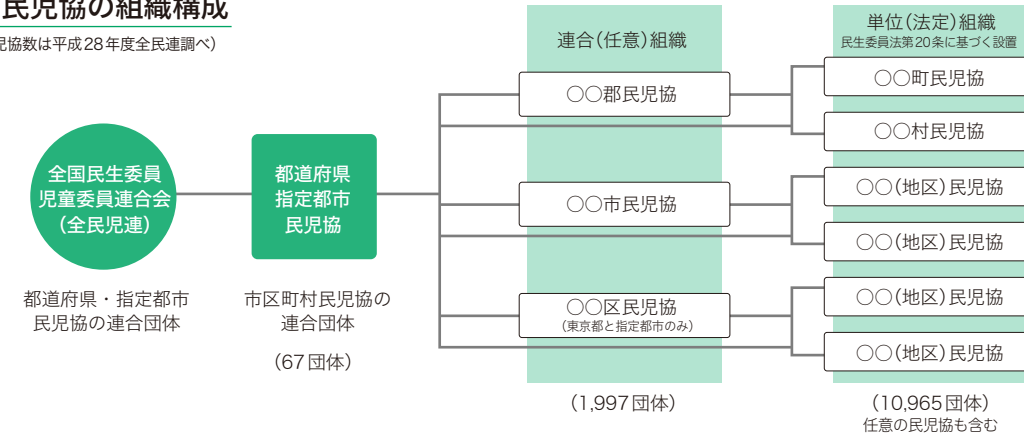 民児協の組織構成
児協数は平成28年度全民連調べ）
連合（任意）組織
単位（法定）組織
民生委員法第20条に基づく設置
全国民生委員
児童委員連合会
（全民児連）
都道府県
指定都市
民児協
○○郡民児協
○○市民児協
○○区民児協
（東京都と指定都市のみ）
○○町民児協
○○村民児協
○○（地区）民児協
○○（地区）民児協
○○（地区）民児協
○○（地区）民児協
都道府県・指定都市
民児協の連合団体
市区町村民児協の
連合団体
（67団体）
（1,997団体）
（10,965団体）
任意の民児協も含む